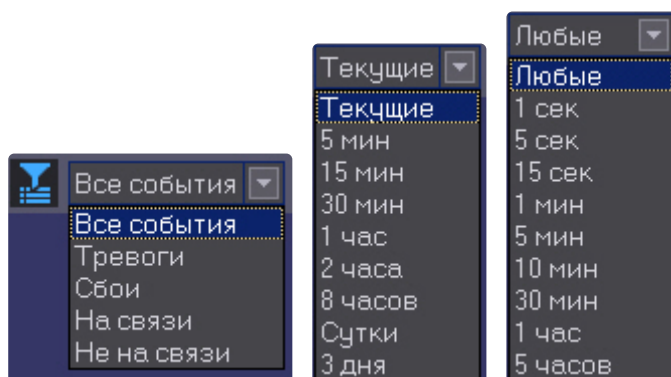 Все события
Все события
Тревоги
Сбои
На связи
Не на связи
Текущие
Текущие
5 мин
15 мин
30 мин
1 час
2 часа
8 часов
Сутки
3 дня
Любые
Любые
1 сек
5 сек
15 сек
1 мин
5 мин
10 мин
30 мин
1 час
5 часов